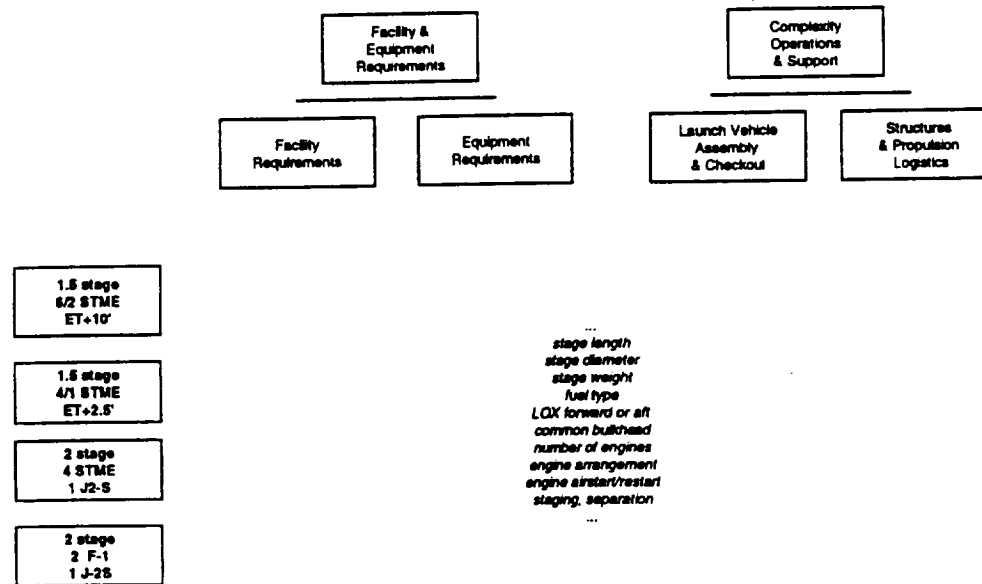 Facility &
Equipment
Requirements
Complexity
Operations
& Support
Facility
Requirements
Equipment
Requirements
Launch Vehicle
Assembly
& Checkout
Structures
& Propulsion
Logistics
1.5 stage
6/2 STME
ET+10'
1.5 stage
4/1 STME
ET+2.5'
2 stage
4 STME
1 J2-S
2 stage
2 F-1
1 J-2S
...
stage length
stage diameter
stage weight
fuel type
LOX forward or aft
common bulkhead
number of engines
engine arrangement
engine airstart/restart
staging, separation
...